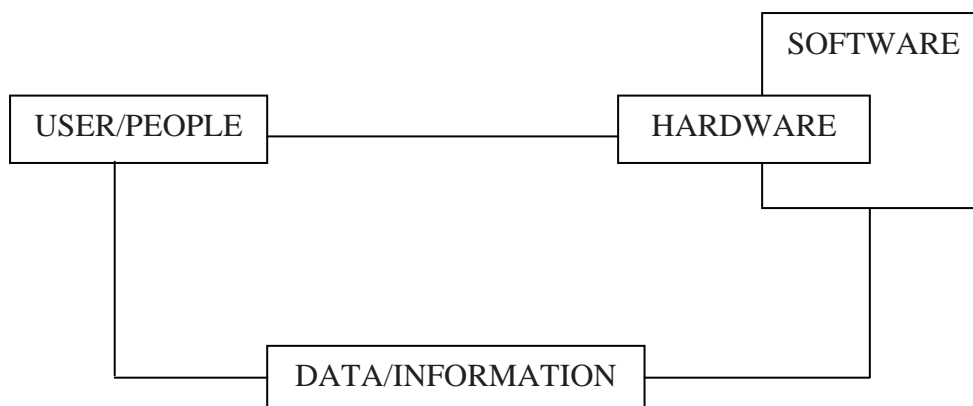 SOFTWARE
USER/PEOPLE
HARDWARE
DATA/INFORMATION